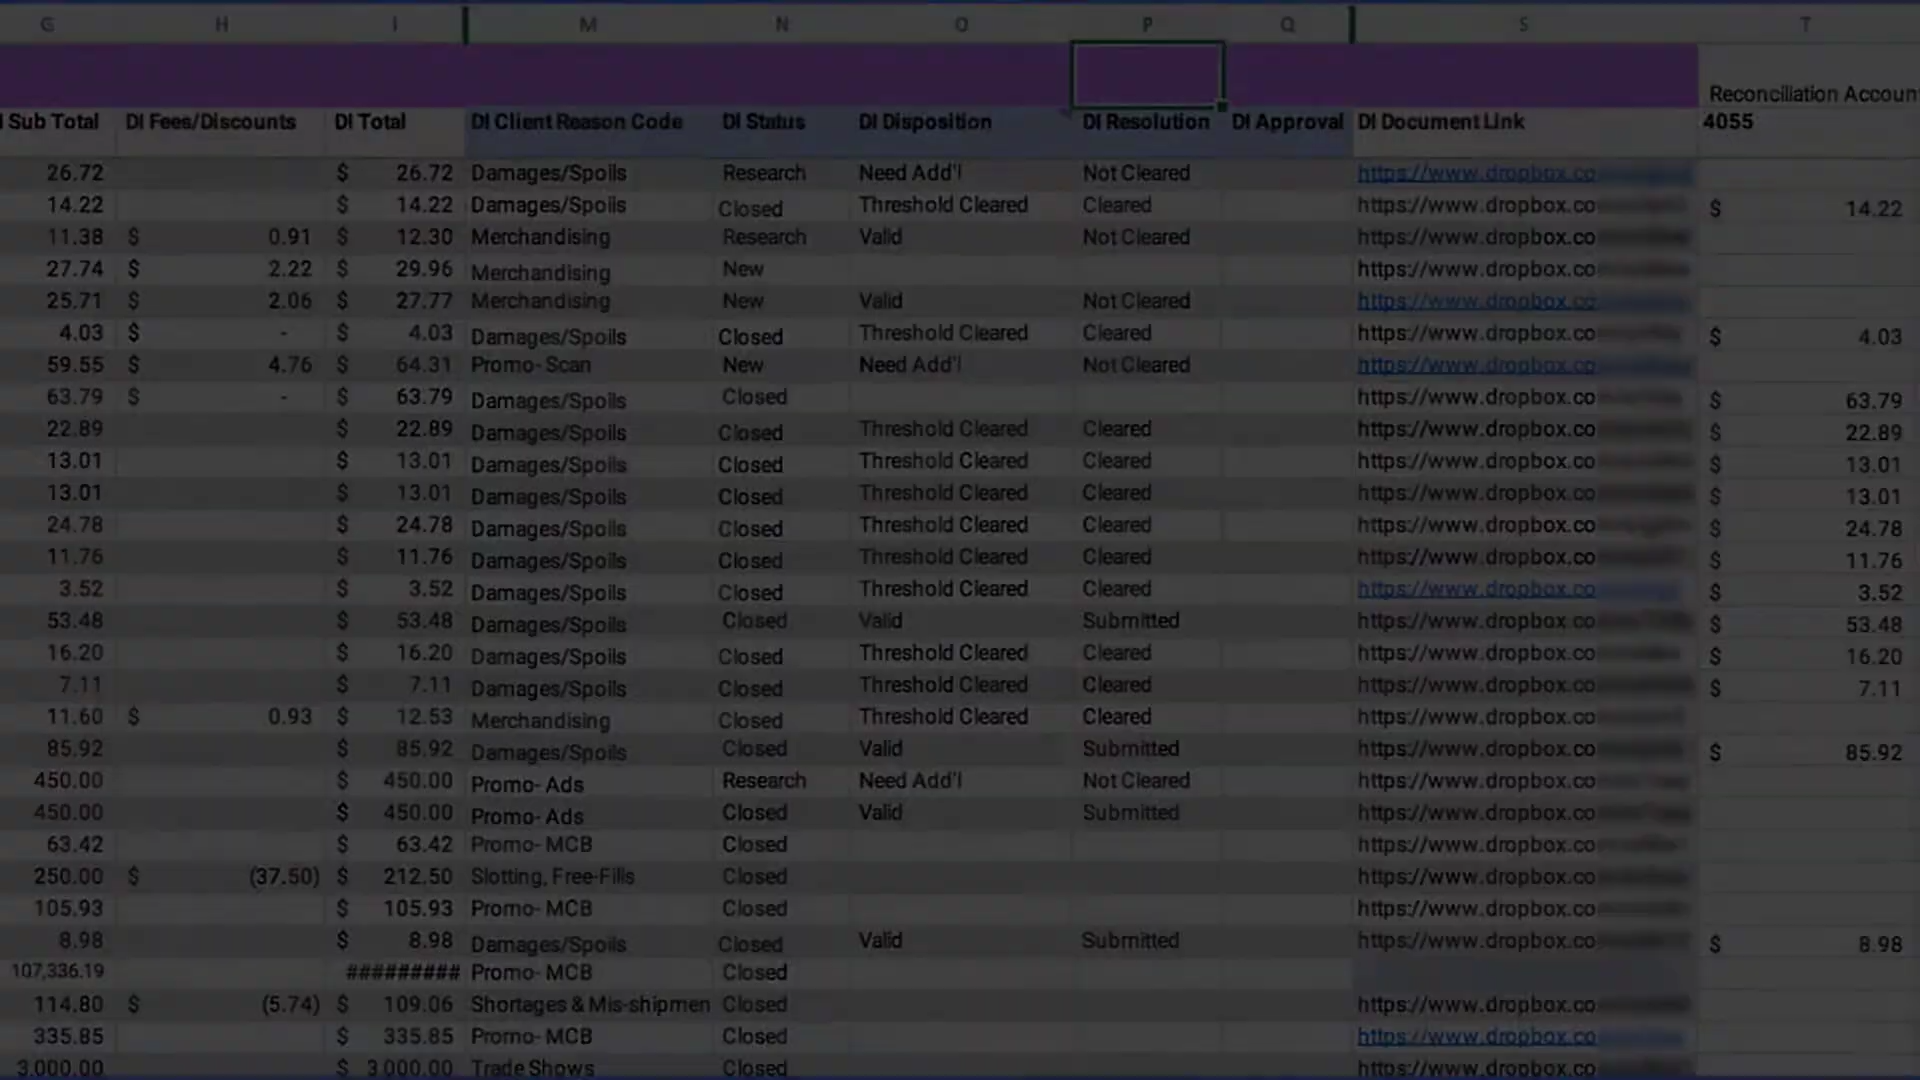 G H I M N O P Q S T
Reconciliation Accoun
Sub Total DI Fees/Discounts DI Total DI Client Reason Code DI Status DI Disposition DI Resolution DI Approval DI Document Link 4055
26.72 $ 26.72 Damages/Spoils Research Need Add'l Not Cleared https://www.dropbox.co
14.22 $ 14.22 Damages/Spoils Closed Threshold Cleared Cleared https://www.dropbox.co $ 14.22
11.38 $ 0.91 $ 12.30 Merchandising Research Valid Not Cleared https://www.dropbox.co
27.74 $ 2.22 $ 29.96 Merchandising New https://www.dropbox.co
25.71 $ 2.06 $ 27.77 Merchandising New Valid Not Cleared https://www.dropbox.co
4.03 $ - $ 4.03 Damages/Spoils Closed Threshold Cleared Cleared https://www.dropbox.co $ 4.03
59.55 $ 4.76 $ 64.31 Promo- Scan New Need Add'l Not Cleared https://www.dropbox.co
63.79 $ - $ 63.79 Damages/Spoils Closed https://www.dropbox.co $ 63.79
22.89 $ 22.89 Damages/Spoils Closed Threshold Cleared Cleared https://www.dropbox.co $ 22.89
13.01 $ 13.01 Damages/Spoils Closed Threshold Cleared Cleared https://www.dropbox.co $ 13.01
13.01 $ 13.01 Damages/Spoils Closed Threshold Cleared Cleared https://www.dropbox.co $ 13.01
24.78 $ 24.78 Damages/Spoils Closed Threshold Cleared Cleared https://www.dropbox.co $ 24.78
11.76 $ 11.76 Damages/Spoils Closed Threshold Cleared Cleared https://www.dropbox.co $ 11.76
3.52 $ 3.52 Damages/Spoils Closed Threshold Cleared Cleared https://www.dropbox.co $ 3.52
53.48 $ 53.48 Damages/Spoils Closed Valid Submitted https://www.dropbox.co $ 53.48
16.20 $ 16.20 Damages/Spoils Closed Threshold Cleared Cleared https://www.dropbox.co $ 16.20
7.11 $ 7.11 Damages/Spoils Closed Threshold Cleared Cleared https://www.dropbox.co $ 7.11
11.60 $ 0.93 $ 12.53 Merchandising Closed Threshold Cleared Cleared https://www.dropbox.co
85.92 $ 85.92 Damages/Spoils Closed Valid Submitted https://www.dropbox.co $ 85.92
450.00 $ 450.00 Promo- Ads Research Need Add'l Not Cleared https://www.dropbox.co
450.00 $ 450.00 Promo- Ads Closed Valid Submitted https://www.dropbox.co
63.42 $ 63.42 Promo- MCB Closed https://www.dropbox.co
250.00 $ (37.50) $ 212.50 Slotting, Free-Fills Closed https://www.dropbox.co
105.93 $ 105.93 Promo- MCB Closed https://www.dropbox.co
8.98 $ 8.98 Damages/Spoils Closed Valid Submitted https://www.dropbox.co $ 8.98
107,336.19 ######### Promo- MCB Closed
114.80 $ (5.74) $ 109.06 Shortages & Mis-shipmen Closed https://www.dropbox.co
335.85 $ 335.85 Promo- MCB Closed https://www.dropbox.co
3,000.00 $ 3,000.00 Trade Shows Closed https://www.dropbox.co